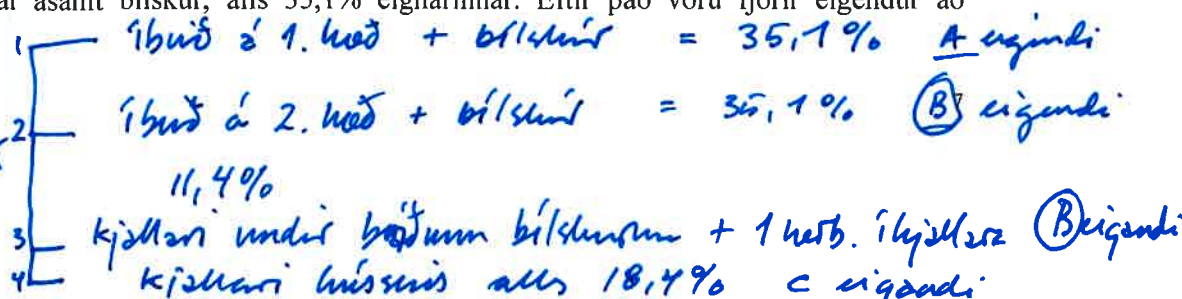 ásamt bílskúr, alls 35,1% eignarinnar. Eftir það voru fjórir eigendur að
1 íbúð á 1. hæð + bílskúr = 35,1% A eigandi
2 íbúð á 2. hæð + bílskúr = 35,1% B eigandi
11,4%
3 kjallari undir báðum bílskúrum + 1 herb. í kjallara B eigandi
4 kjallari hússins alls 18,4% C eigandi